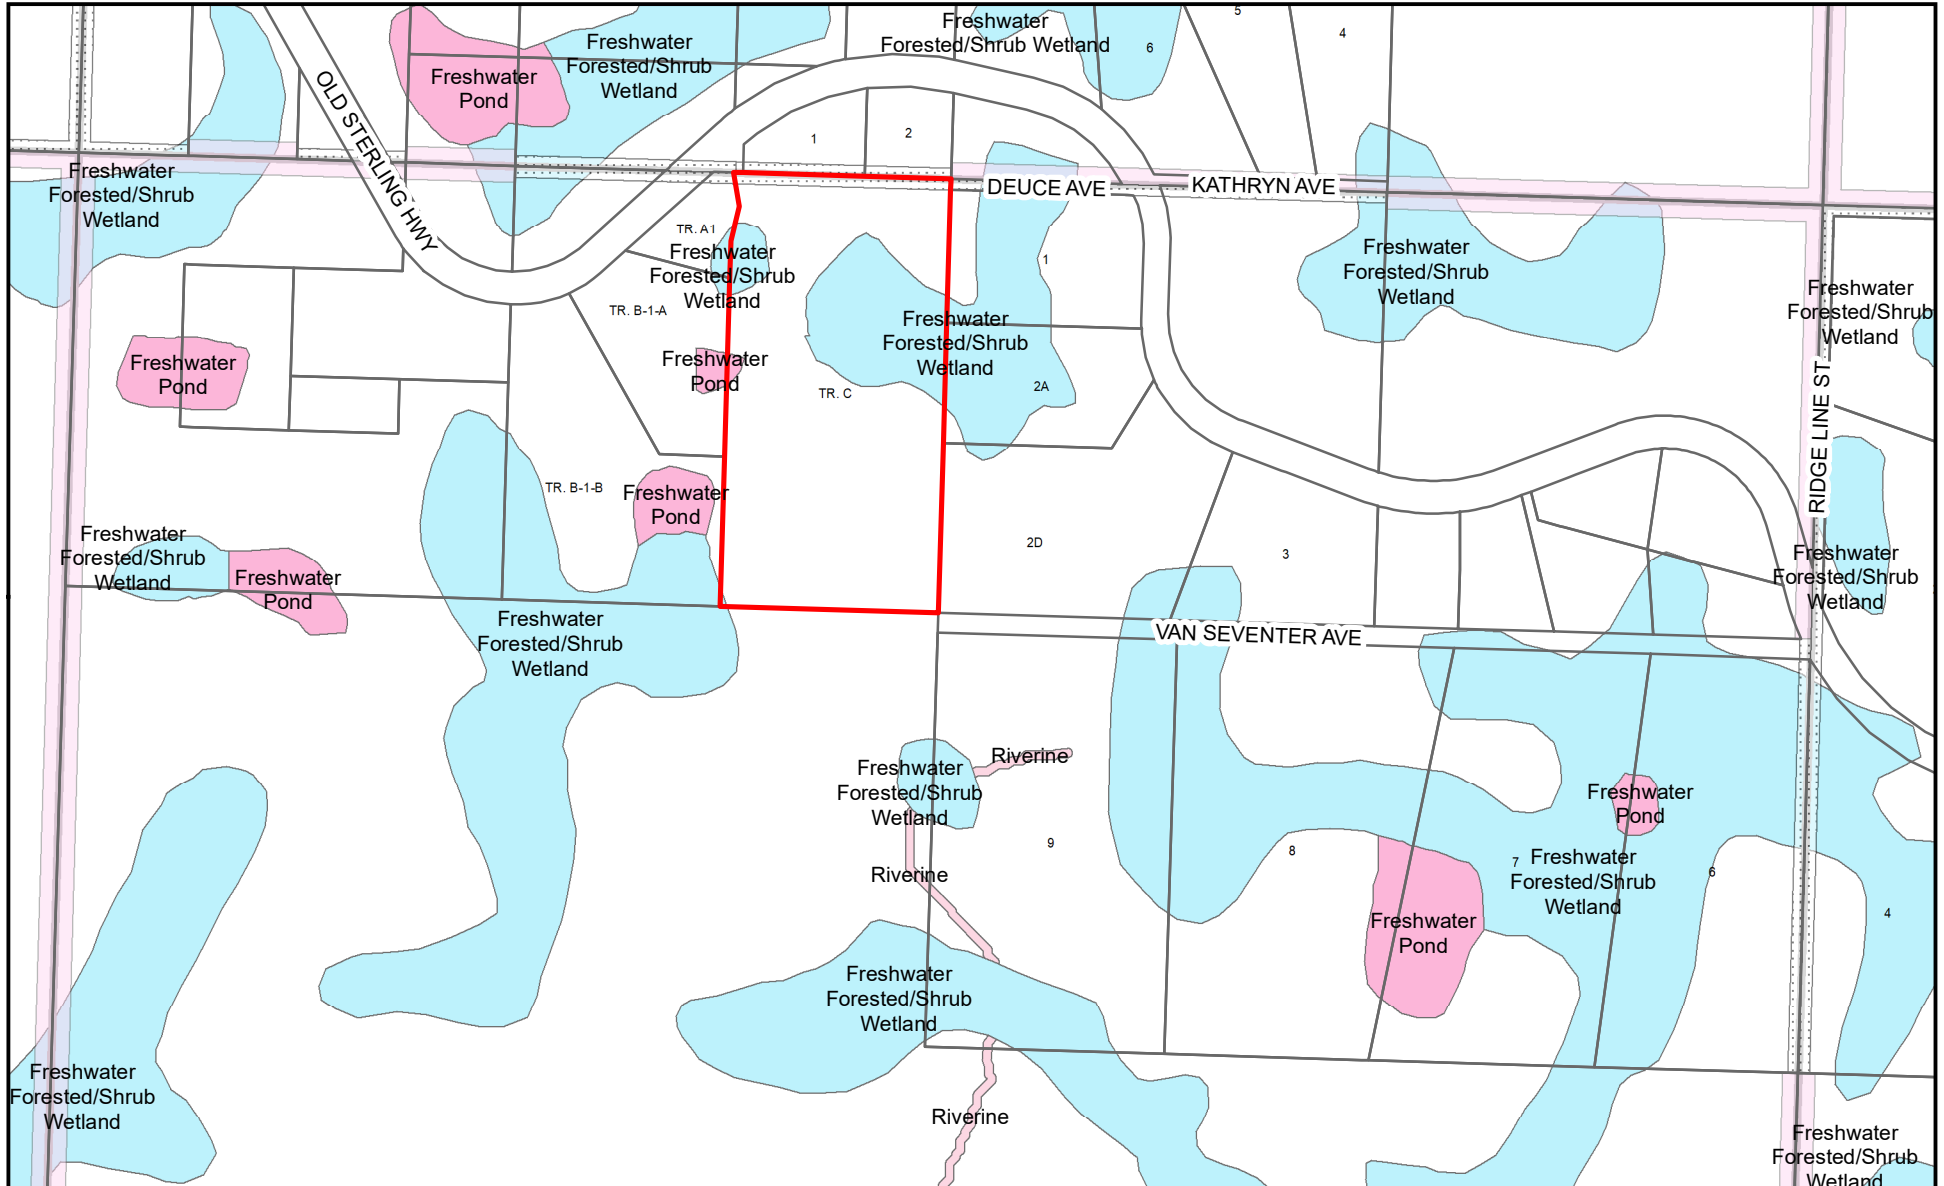 5
4
6
Freshwater
Forested/Shrub Wetland
Freshwater
Forested/Shrub
Wetland
Freshwater
Pond
OLD STERLING HWY
1
2
DEUCE AVE
KATHRYN AVE
Freshwater
Forested/Shrub
Wetland
TR. A1
Freshwater
Forested/Shrub
Wetland
1
Freshwater
Forested/Shrub
Wetland
Freshwater
Forested/Shrub
Wetland
TR. B-1-A
Freshwater
Forested/Shrub
Wetland
Freshwater
Pond
Freshwater
Pond
TR. C
2A
RIDGE LINE ST
TR. B-1-B
Freshwater
Pond
2D
3
Freshwater
Forested/Shrub
Wetland
Freshwater
Pond
Freshwater
Forested/Shrub
Wetland
Freshwater
Forested/Shrub
Wetland
VAN SEVENTER AVE
Riverine
Freshwater
Forested/Shrub
Wetland
Freshwater
Pond
9
8
7
Freshwater
Forested/Shrub
Wetland
6
Riverine
4
Freshwater
Pond
Freshwater
Forested/Shrub
Wetland
Freshwater
Forested/Shrub
Wetland
Riverine
Freshwater
Forested/Shrub
Wetland